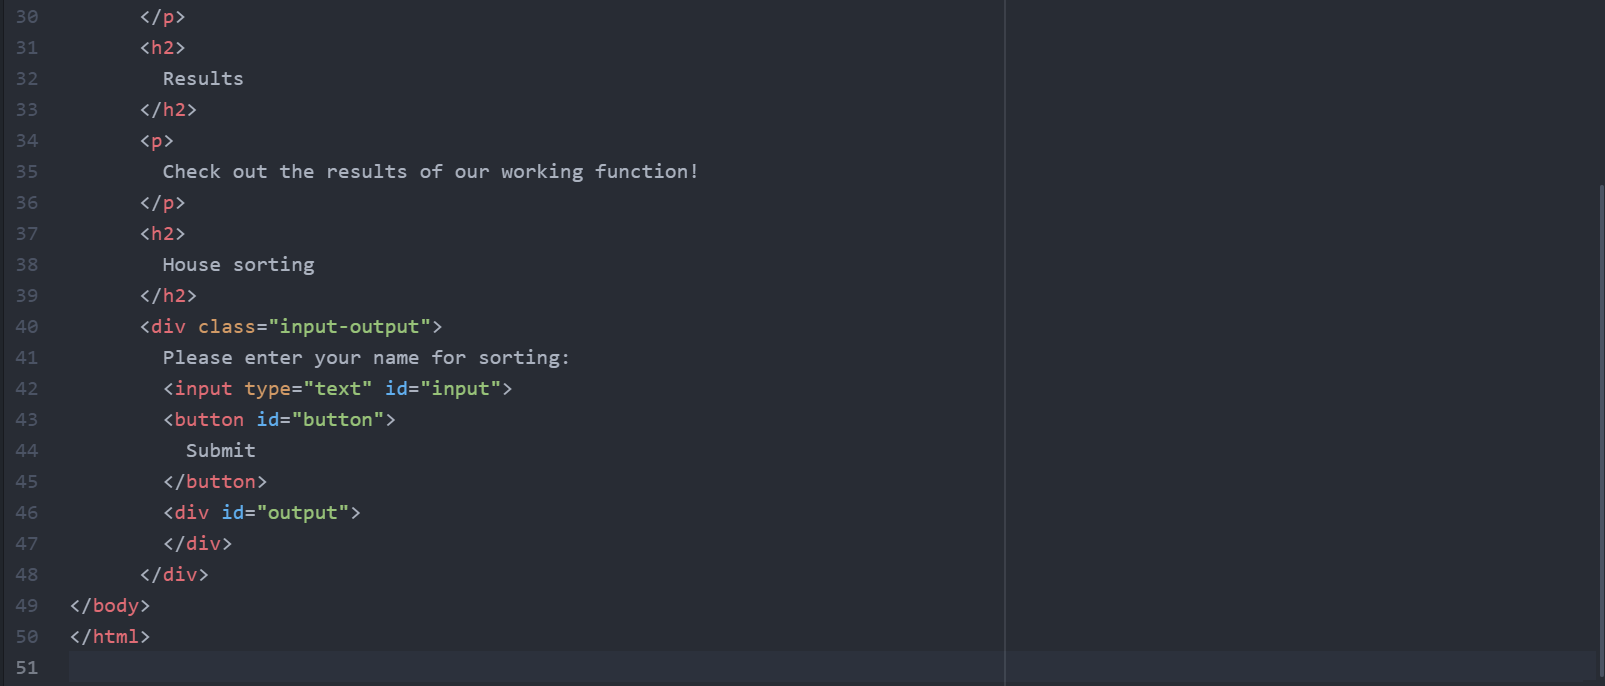 30 </p>
31 <h2>
32 Results
33 </h2>
34 <p>
35 Check out the results of our working function!
36 </p>
37 <h2>
38 House sorting
39 </h2>
40 <div class="input-output">
41 Please enter your name for sorting:
42 <input type="text" id="input">
43 <button id="button">
44 Submit
45 </button>
46 <div id="output">
47 </div>
48 </div>
49 </body>
50 </html>
51